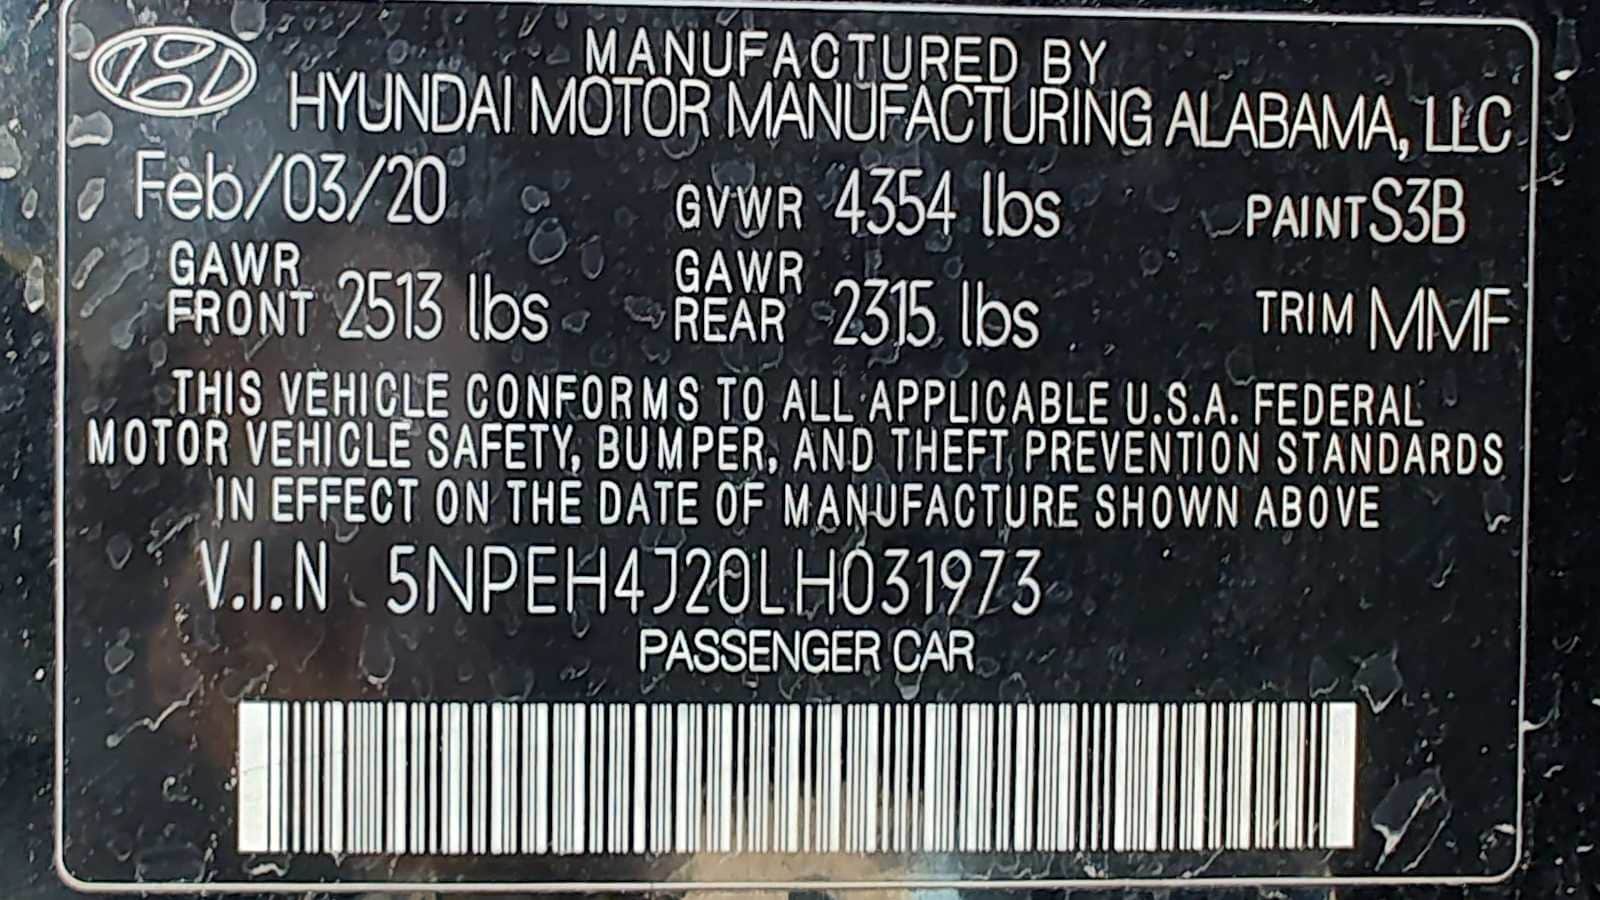 MANUFACTURED BY
HYUNDAI MOTOR MANUFACTURING ALABAMA, LLC
Feb/03/20 GVWR 4354 lbs PAINT S3B
GAWR FRONT 2513 lbs GAWR REAR 2315 lbs TRIM MMF
THIS VEHICLE CONFORMS TO ALL APPLICABLE U.S.A. FEDERAL
MOTOR VEHICLE SAFETY, BUMPER, AND THEFT PREVENTION STANDARDS
IN EFFECT ON THE DATE OF MANUFACTURE SHOWN ABOVE
V.I.N 5NPEH4J20LH031973
PASSENGER CAR